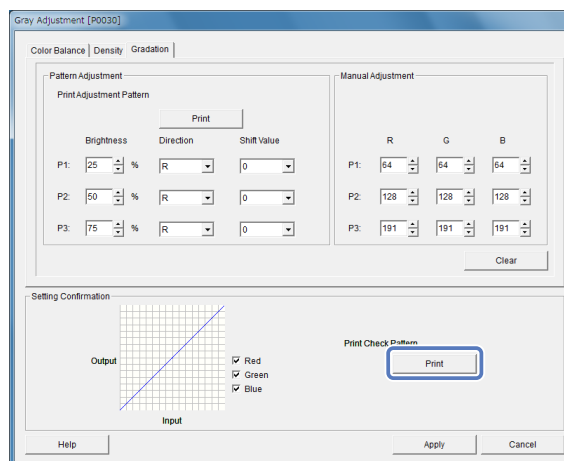 Gray Adjustment [P0030]
Color Balance Density Gradation
Pattern Adjustment
Print Adjustment Pattern
Print
Brightness Direction Shift Value
P1: 25 % R 0
P2: 50 % R 0
P3: 75 % R 0
Manual Adjustment
R G B
P1: 64 64 64
P2: 128 128 128
P3: 191 191 191
Clear
Setting Confirmation
Output
Input
Red
Green
Blue
Print Check Pattern
Print
Help Apply Cancel